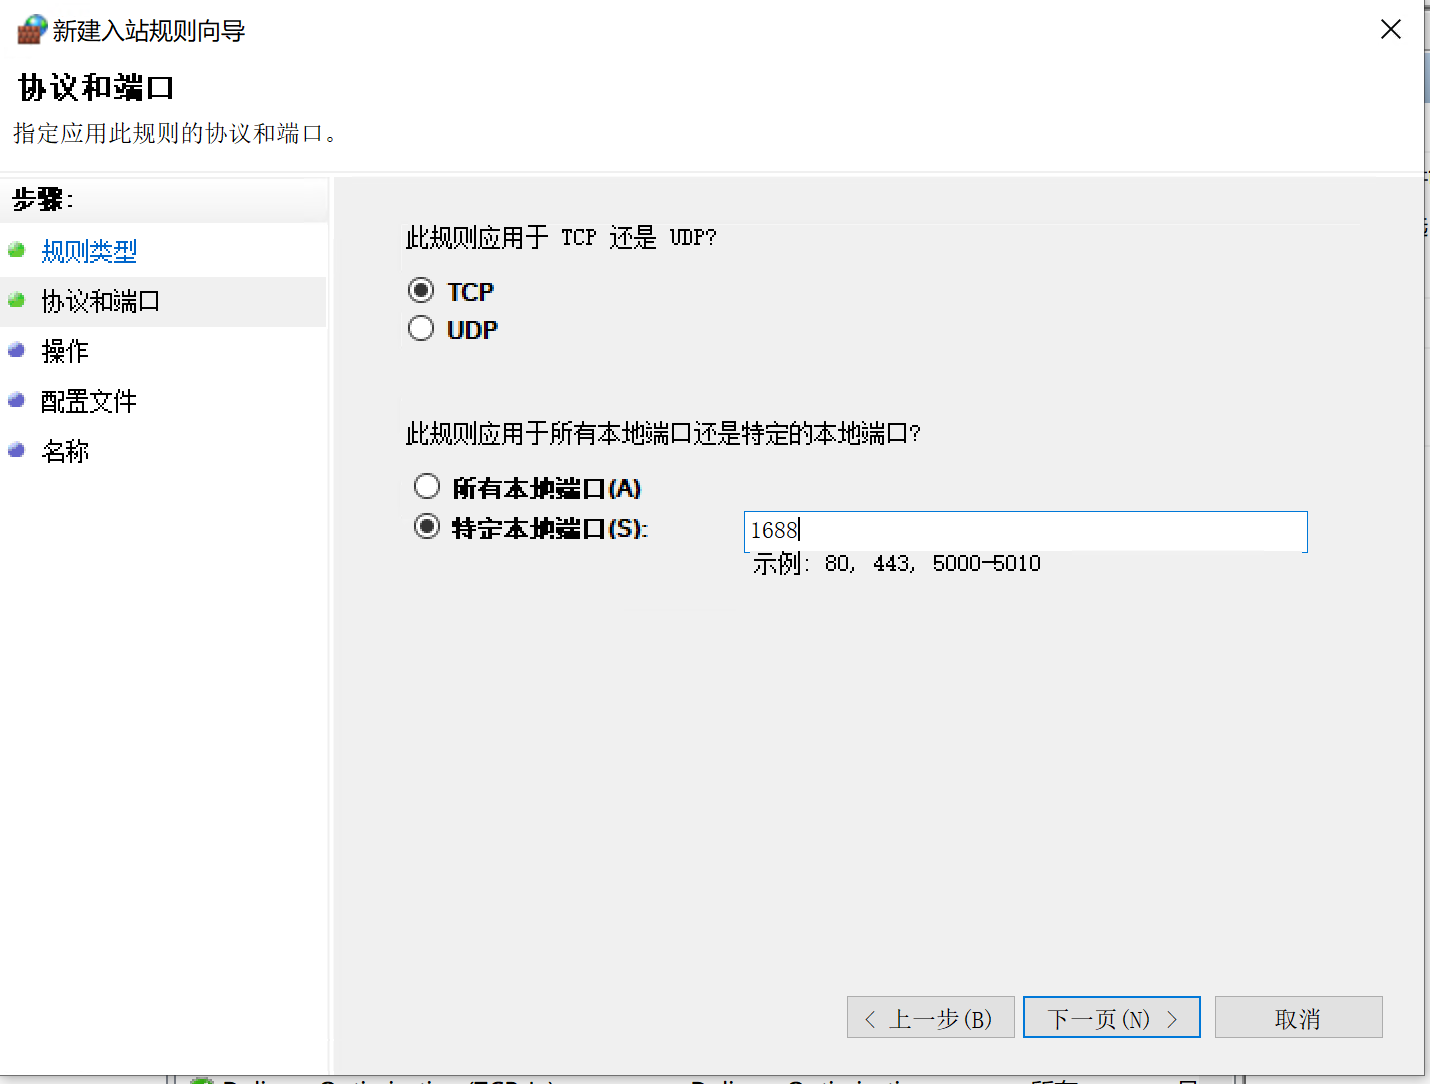 新建入站规则向导
协议和端口
指定应用此规则的协议和端口。
步骤:
规则类型
协议和端口
操作
配置文件
名称
此规则应用于 TCP 还是 UDP?
TCP
UDP
此规则应用于所有本地端口还是特定的本地端口?
所有本地端口(A)
特定本地端口(S):
1688
示例: 80, 443, 5000-5010
< 上一步(B)
下一页(N) >
取消